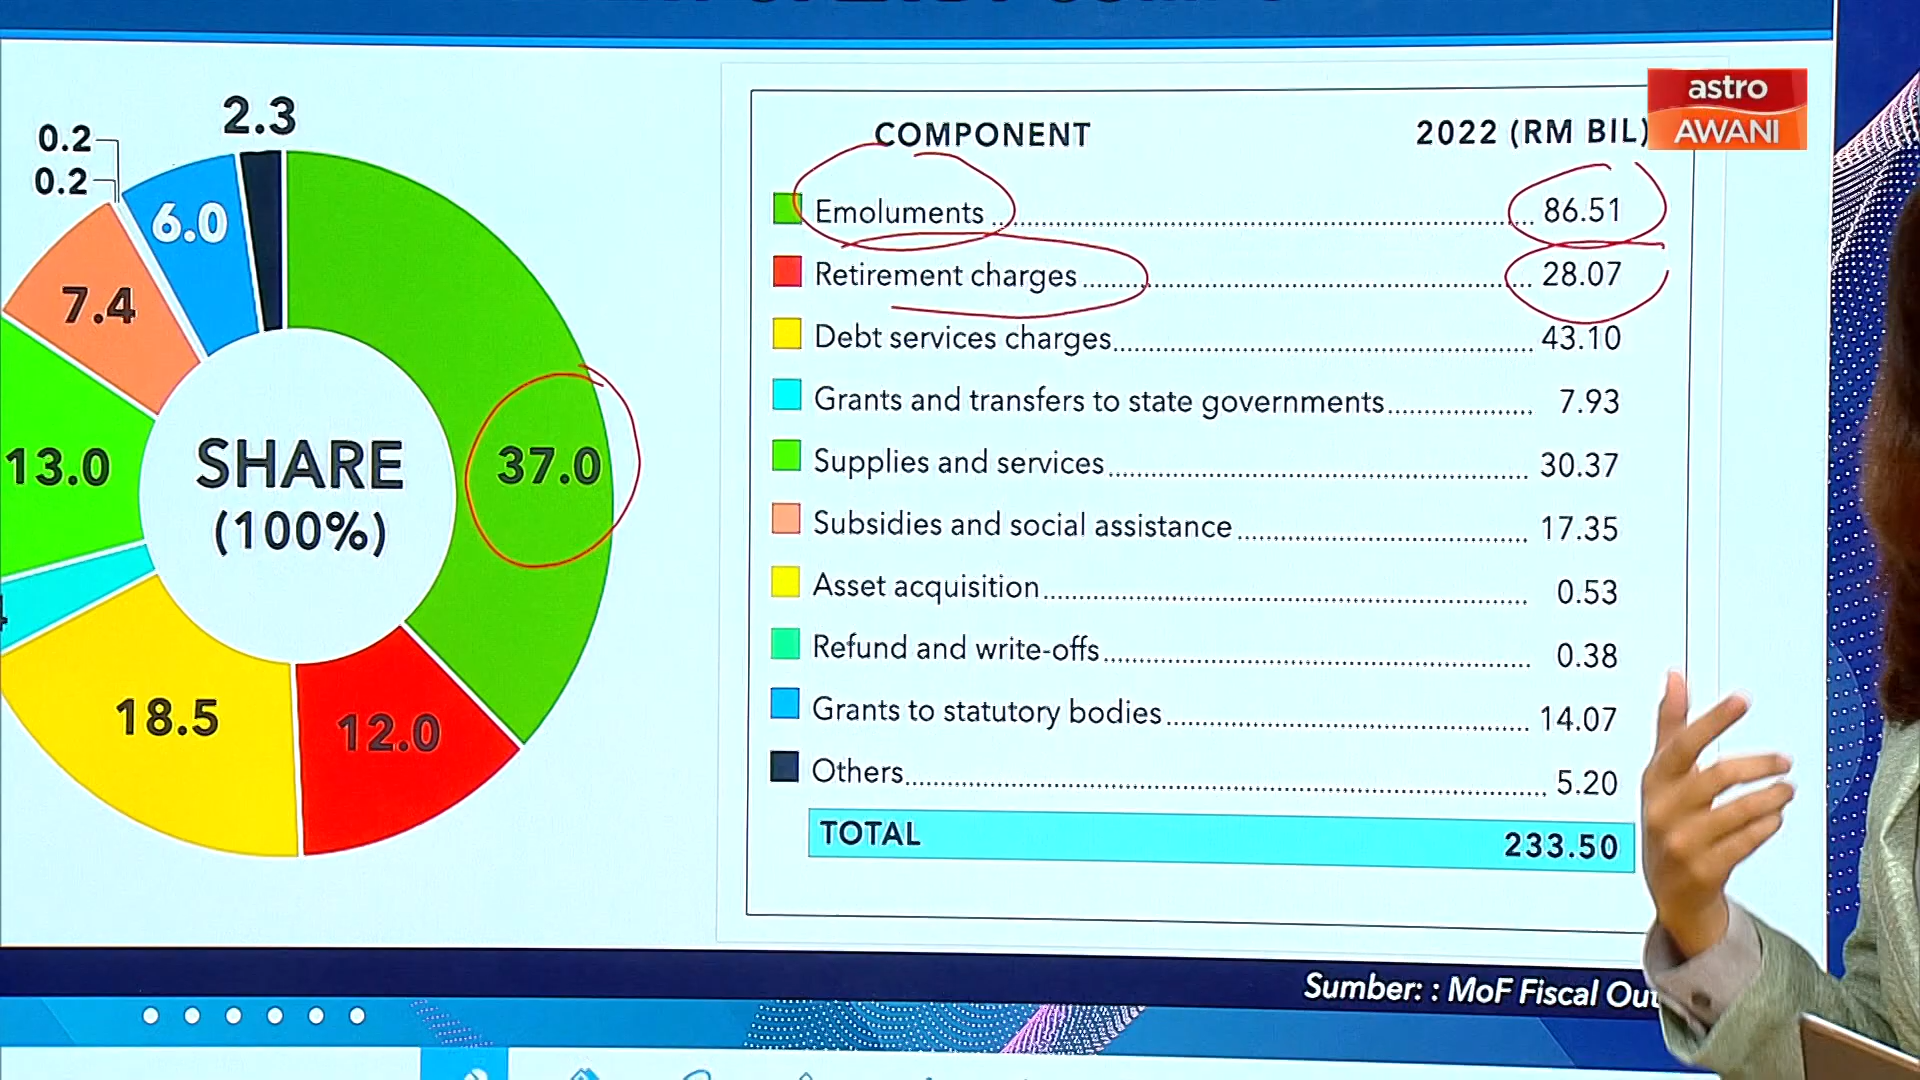 astro
AWANI
COMPONENT 2022 (RM BIL)
Emoluments 86.51
Retirement charges 28.07
Debt services charges 43.10
Grants and transfers to state governments 7.93
Supplies and services 30.37
Subsidies and social assistance 17.35
Asset acquisition 0.53
Refund and write-offs 0.38
Grants to statutory bodies 14.07
Others 5.20
TOTAL 233.50
2.3
0.2
0.2
6.0
7.4
13.0
37.0
SHARE
(100%)
18.5
12.0
Sumber: : MoF Fiscal